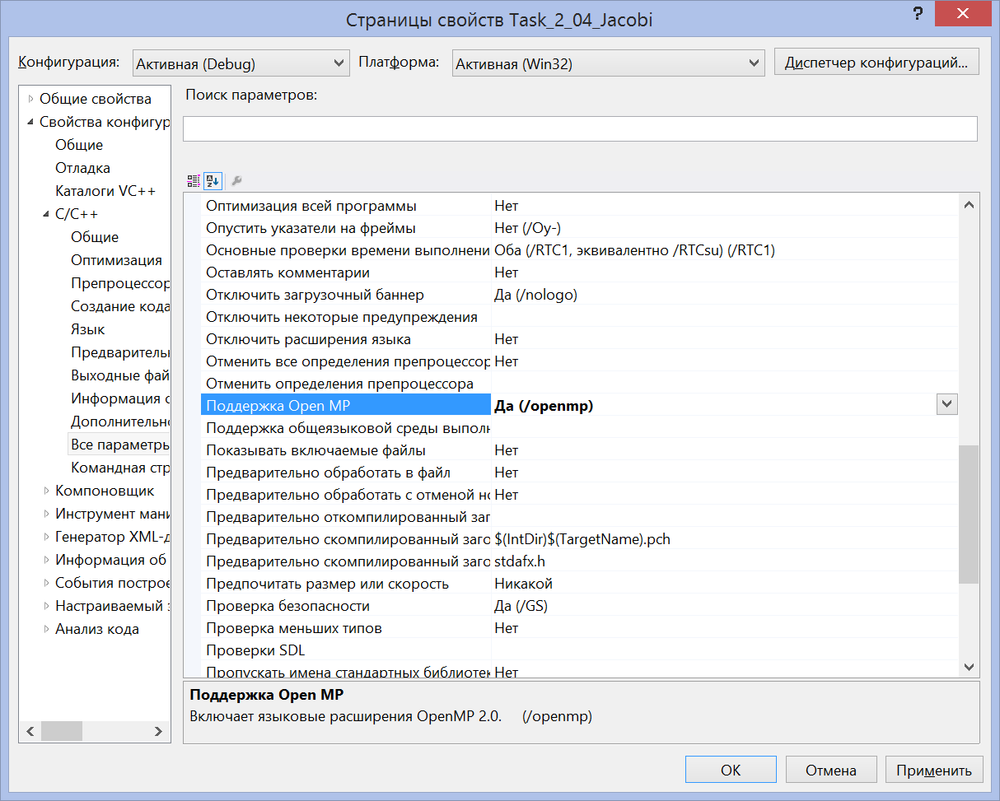 Страницы свойств Task_2_04_Jacobi
Конфигурация: Активная (Debug) Платформа: Активная (Win32) Диспетчер конфигураций...
Общие свойства
Свойства конфигур
Общие
Отладка
Каталоги VC++
C/C++
Общие
Оптимизация
Препроцессор
Создание кода
Язык
Предваритель
Выходные фай
Информация о
Дополнительно
Все параметры
Командная стр
Компоновщик
Инструмент мани
Генератор XML-д
Информация об
События построе
Настраиваемый э
Анализ кода
Поиск параметров:
Оптимизация всей программы Нет
Опустить указатели на фреймы Нет (/Oy-)
Основные проверки времени выполнени Оба (/RTC1, эквивалентно /RTCsu) (/RTC1)
Оставлять комментарии Нет
Отключить загрузочный баннер Да (/nologo)
Отключить некоторые предупреждения
Отключить расширения языка Нет
Отменить все определения препроцессор Нет
Отменить определения препроцессора
Поддержка Open MP Да (/openmp)
Поддержка общеязыковой среды выполн
Показывать включаемые файлы Нет
Предварительно обработать в файл Нет
Предварительно обработать с отменой но Нет
Предварительно откомпилированный заг
Предварительно скомпилированный заго $(IntDir)$(TargetName).pch
Предварительно скомпилированный заго stdafx.h
Предпочитать размер или скорость Никакой
Проверка безопасности Да (/GS)
Проверка меньших типов Нет
Проверки SDL
Пропускать имена стандартных библиотек Нет
Поддержка Open MP
Включает языковые расширения OpenMP 2.0. (/openmp)
ОК Отмена Применить